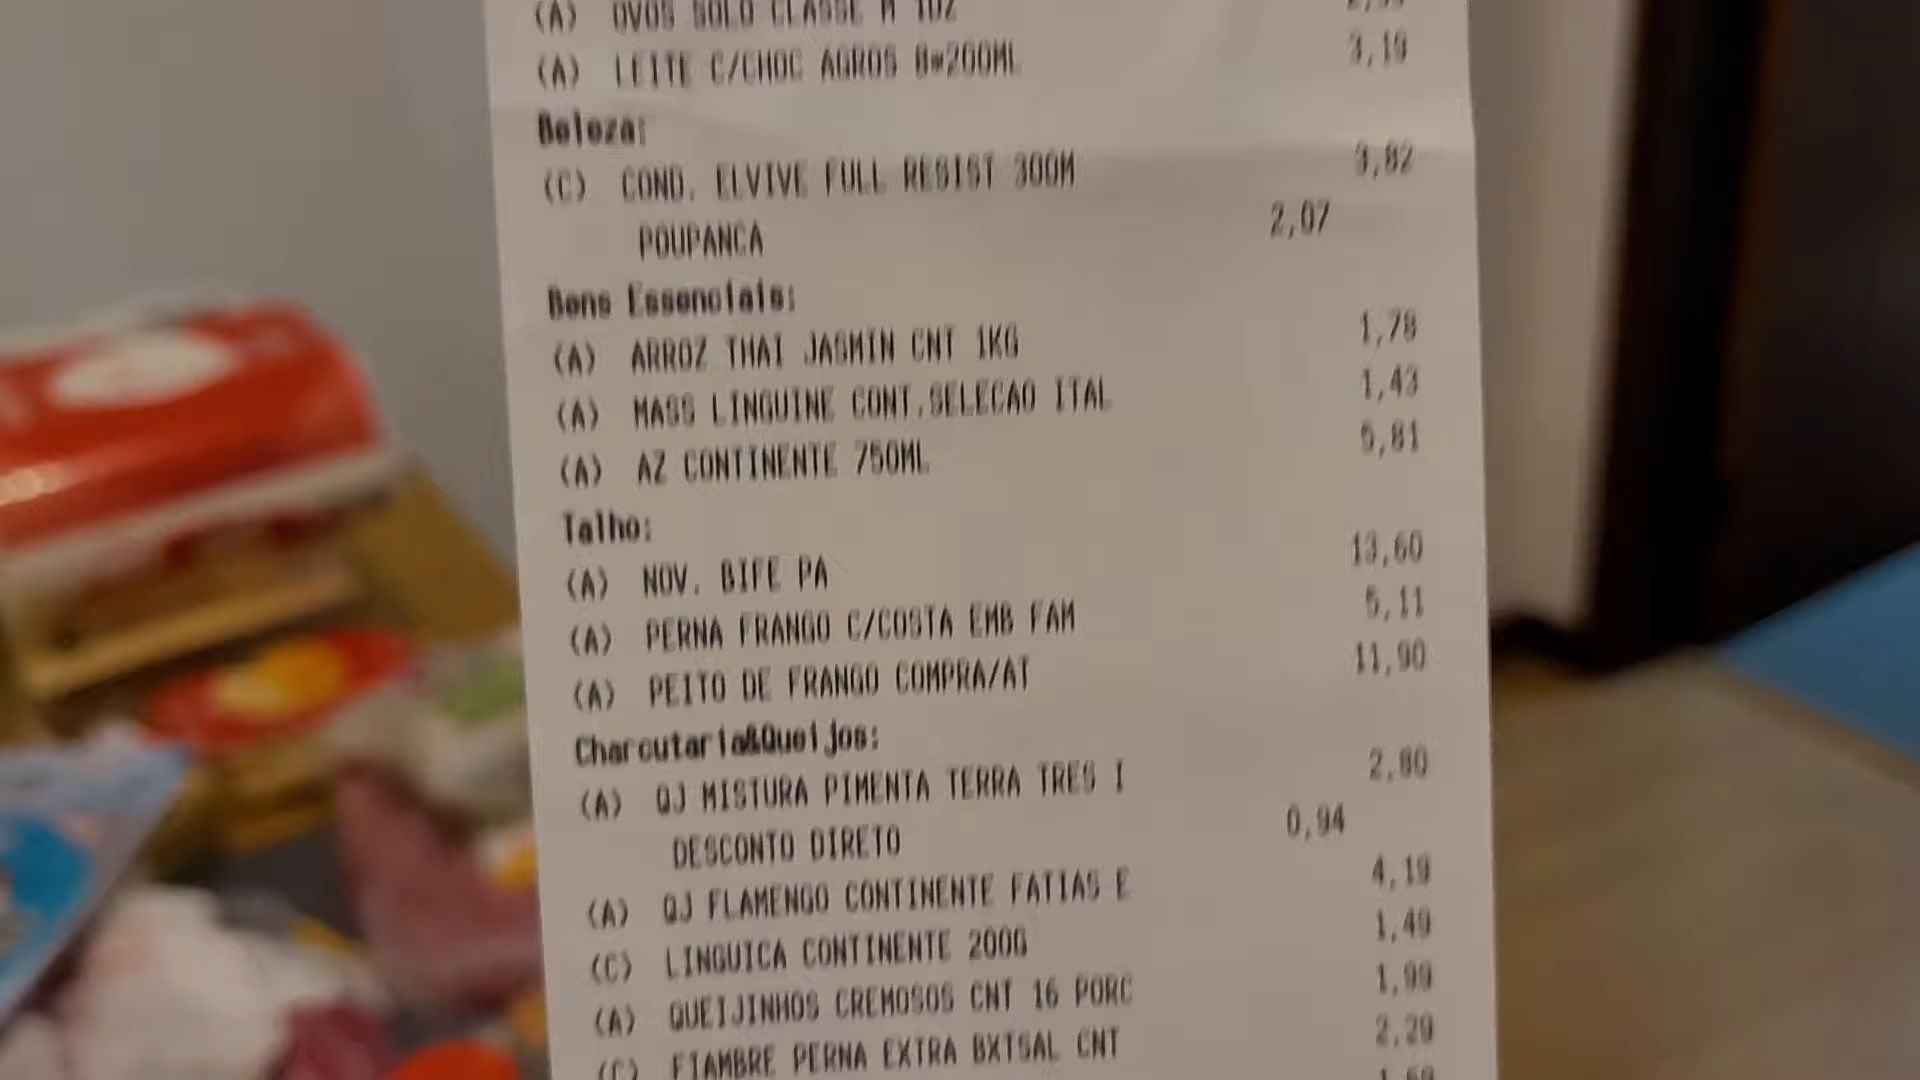 (A) OVOS SOLO CLASSE M 1DZ
(A) LEITE C/CHOC AGROS 8*200ML 3,19
Beleza:
(C) COND. ELVIVE FULL RESIST 300M 3,82
POUPANCA 2,07
Bens Essenciais:
(A) ARROZ THAI JASMIN CNT 1KG 1,78
(A) MASS LINGUINE CONT.SELECAO ITAL 1,43
(A) AZ CONTINENTE 750ML 5,81
Talho:
(A) NOV. BIFE PA 13,60
(A) PERNA FRANGO C/COSTA EMB FAM 5,11
(A) PEITO DE FRANGO COMPRA/AT 11,90
Charcutaria&Queijos:
(A) QJ MISTURA PIMENTA TERRA TRES I 2,80
DESCONTO DIRETO 0,94
(A) QJ FLAMENGO CONTINENTE FATIAS E 4,19
(C) LINGUICA CONTINENTE 200G 1,49
(A) QUEIJINHOS CREMOSOS CNT 16 PORC 1,99
(C) FIAMBRE PERNA EXTRA BXTSAL CNT 2,29